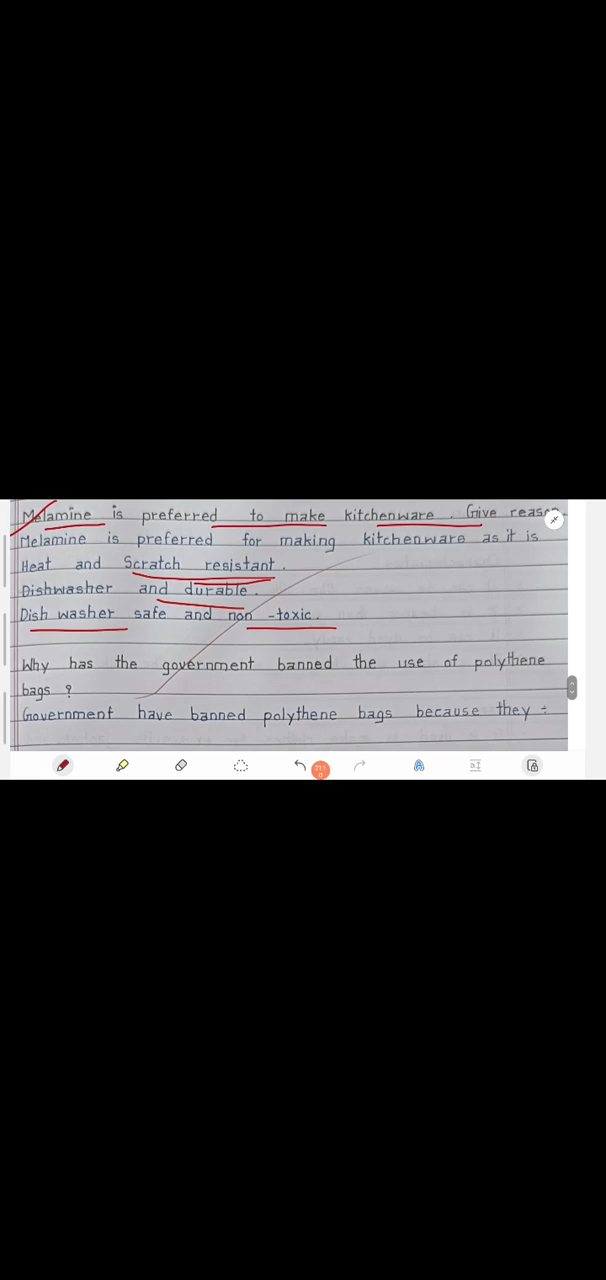 Melamine is preferred to make kitchenware. Give reason.
Melamine is preferred for making kitchenware as it is
Heat and Scratch resistant.
Dishwasher and durable.
Dish washer safe and non-toxic.
Why has the government banned the use of polythene
bags ?
Government have banned polythene bags because they :-